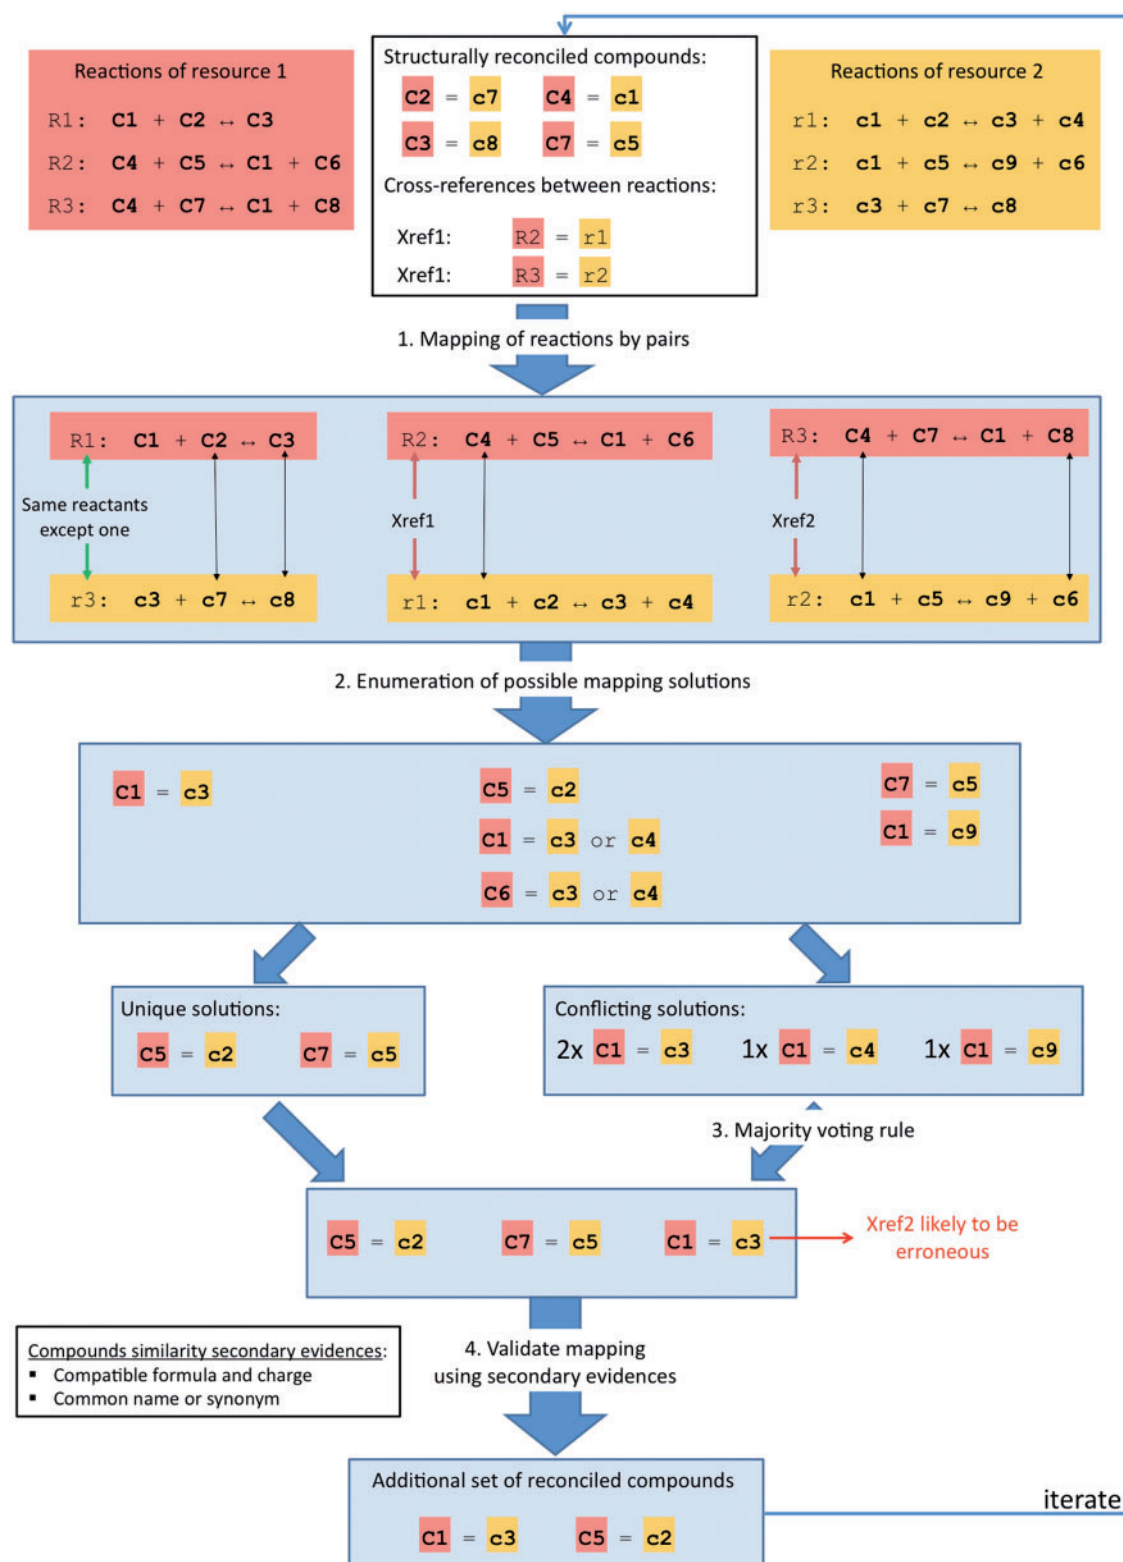 Reactions of resource 1
R1: C1 + C2 ↔ C3
R2: C4 + C5 ↔ C1 + C6
R3: C4 + C7 ↔ C1 + C8
Structurally reconciled compounds:
C2 = c7 C4 = c1
C3 = c8 C7 = c5
Cross-references between reactions:
Xref1: R2 = r1
Xref1: R3 = r2
Reactions of resource 2
r1: c1 + c2 ↔ c3 + c4
r2: c1 + c5 ↔ c9 + c6
r3: c3 + c7 ↔ c8
1. Mapping of reactions by pairs
R1: C1 + C2 ↔ C3
Same reactants
except one
r3: c3 + c7 ↔ c8
R2: C4 + C5 ↔ C1 + C6
Xref1
r1: c1 + c2 ↔ c3 + c4
R3: C4 + C7 ↔ C1 + C8
Xref2
r2: c1 + c5 ↔ c9 + c6
2. Enumeration of possible mapping solutions
C1 = c3
C5 = c2
C1 = c3 or c4
C6 = c3 or c4
C7 = c5
C1 = c9
Unique solutions:
C5 = c2 C7 = c5
Conflicting solutions:
2x C1 = c3 1x C1 = c4 1x C1 = c9
3. Majority voting rule
C5 = c2 C7 = c5 C1 = c3
Xref2 likely to be
erroneous
Compounds similarity secondary evidences:
▪ Compatible formula and charge
▪ Common name or synonym
4. Validate mapping
using secondary evidences
Additional set of reconciled compounds
C1 = c3 C5 = c2
iterate